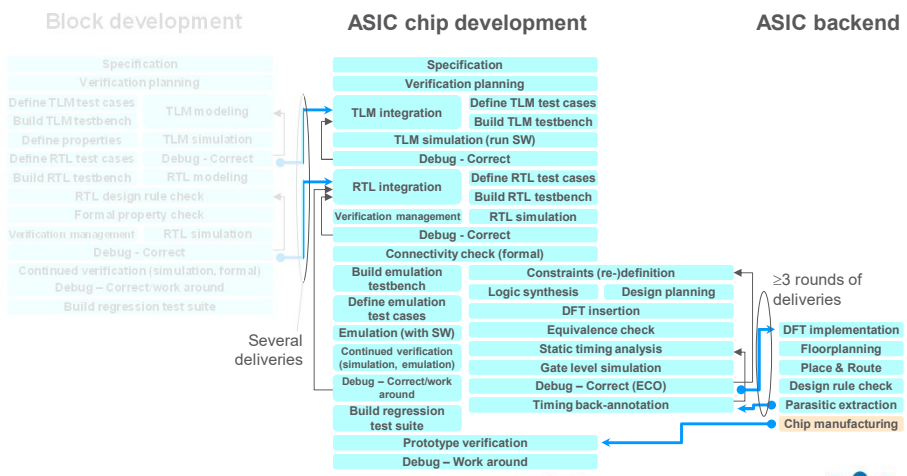 Block development
ASIC chip development
ASIC backend
Specification
Verification planning
Define TLM test cases
Build TLM testbench
TLM modeling
Define properties
TLM simulation
Define RTL test cases
Debug - Correct
Build RTL testbench
RTL modeling
RTL design rule check
Formal property check
Verification management
RTL simulation
Debug - Correct
Continued verification (simulation, formal)
Debug – Correct/work around
Build regression test suite
Several
deliveries
Specification
Verification planning
TLM integration
Define TLM test cases
Build TLM testbench
TLM simulation (run SW)
Debug - Correct
RTL integration
Define RTL test cases
Build RTL testbench
Verification management
RTL simulation
Debug - Correct
Connectivity check (formal)
Build emulation
testbench
Define emulation
test cases
Emulation (with SW)
Continued verification
(simulation, emulation)
Debug – Correct/work
around
Build regression
test suite
Constraints (re-)definition
Logic synthesis
Design planning
DFT insertion
Equivalence check
Static timing analysis
Gate level simulation
Debug – Correct (ECO)
Timing back-annotation
Prototype verification
Debug – Work around
≥3 rounds of
deliveries
DFT implementation
Floorplanning
Place & Route
Design rule check
Parasitic extraction
Chip manufacturing